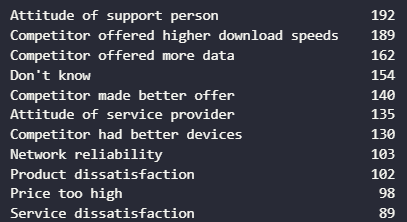 Attitude of support person 192
Competitor offered higher download speeds 189
Competitor offered more data 162
Don't know 154
Competitor made better offer 140
Attitude of service provider 135
Competitor had better devices 130
Network reliability 103
Product dissatisfaction 102
Price too high 98
Service dissatisfaction 89